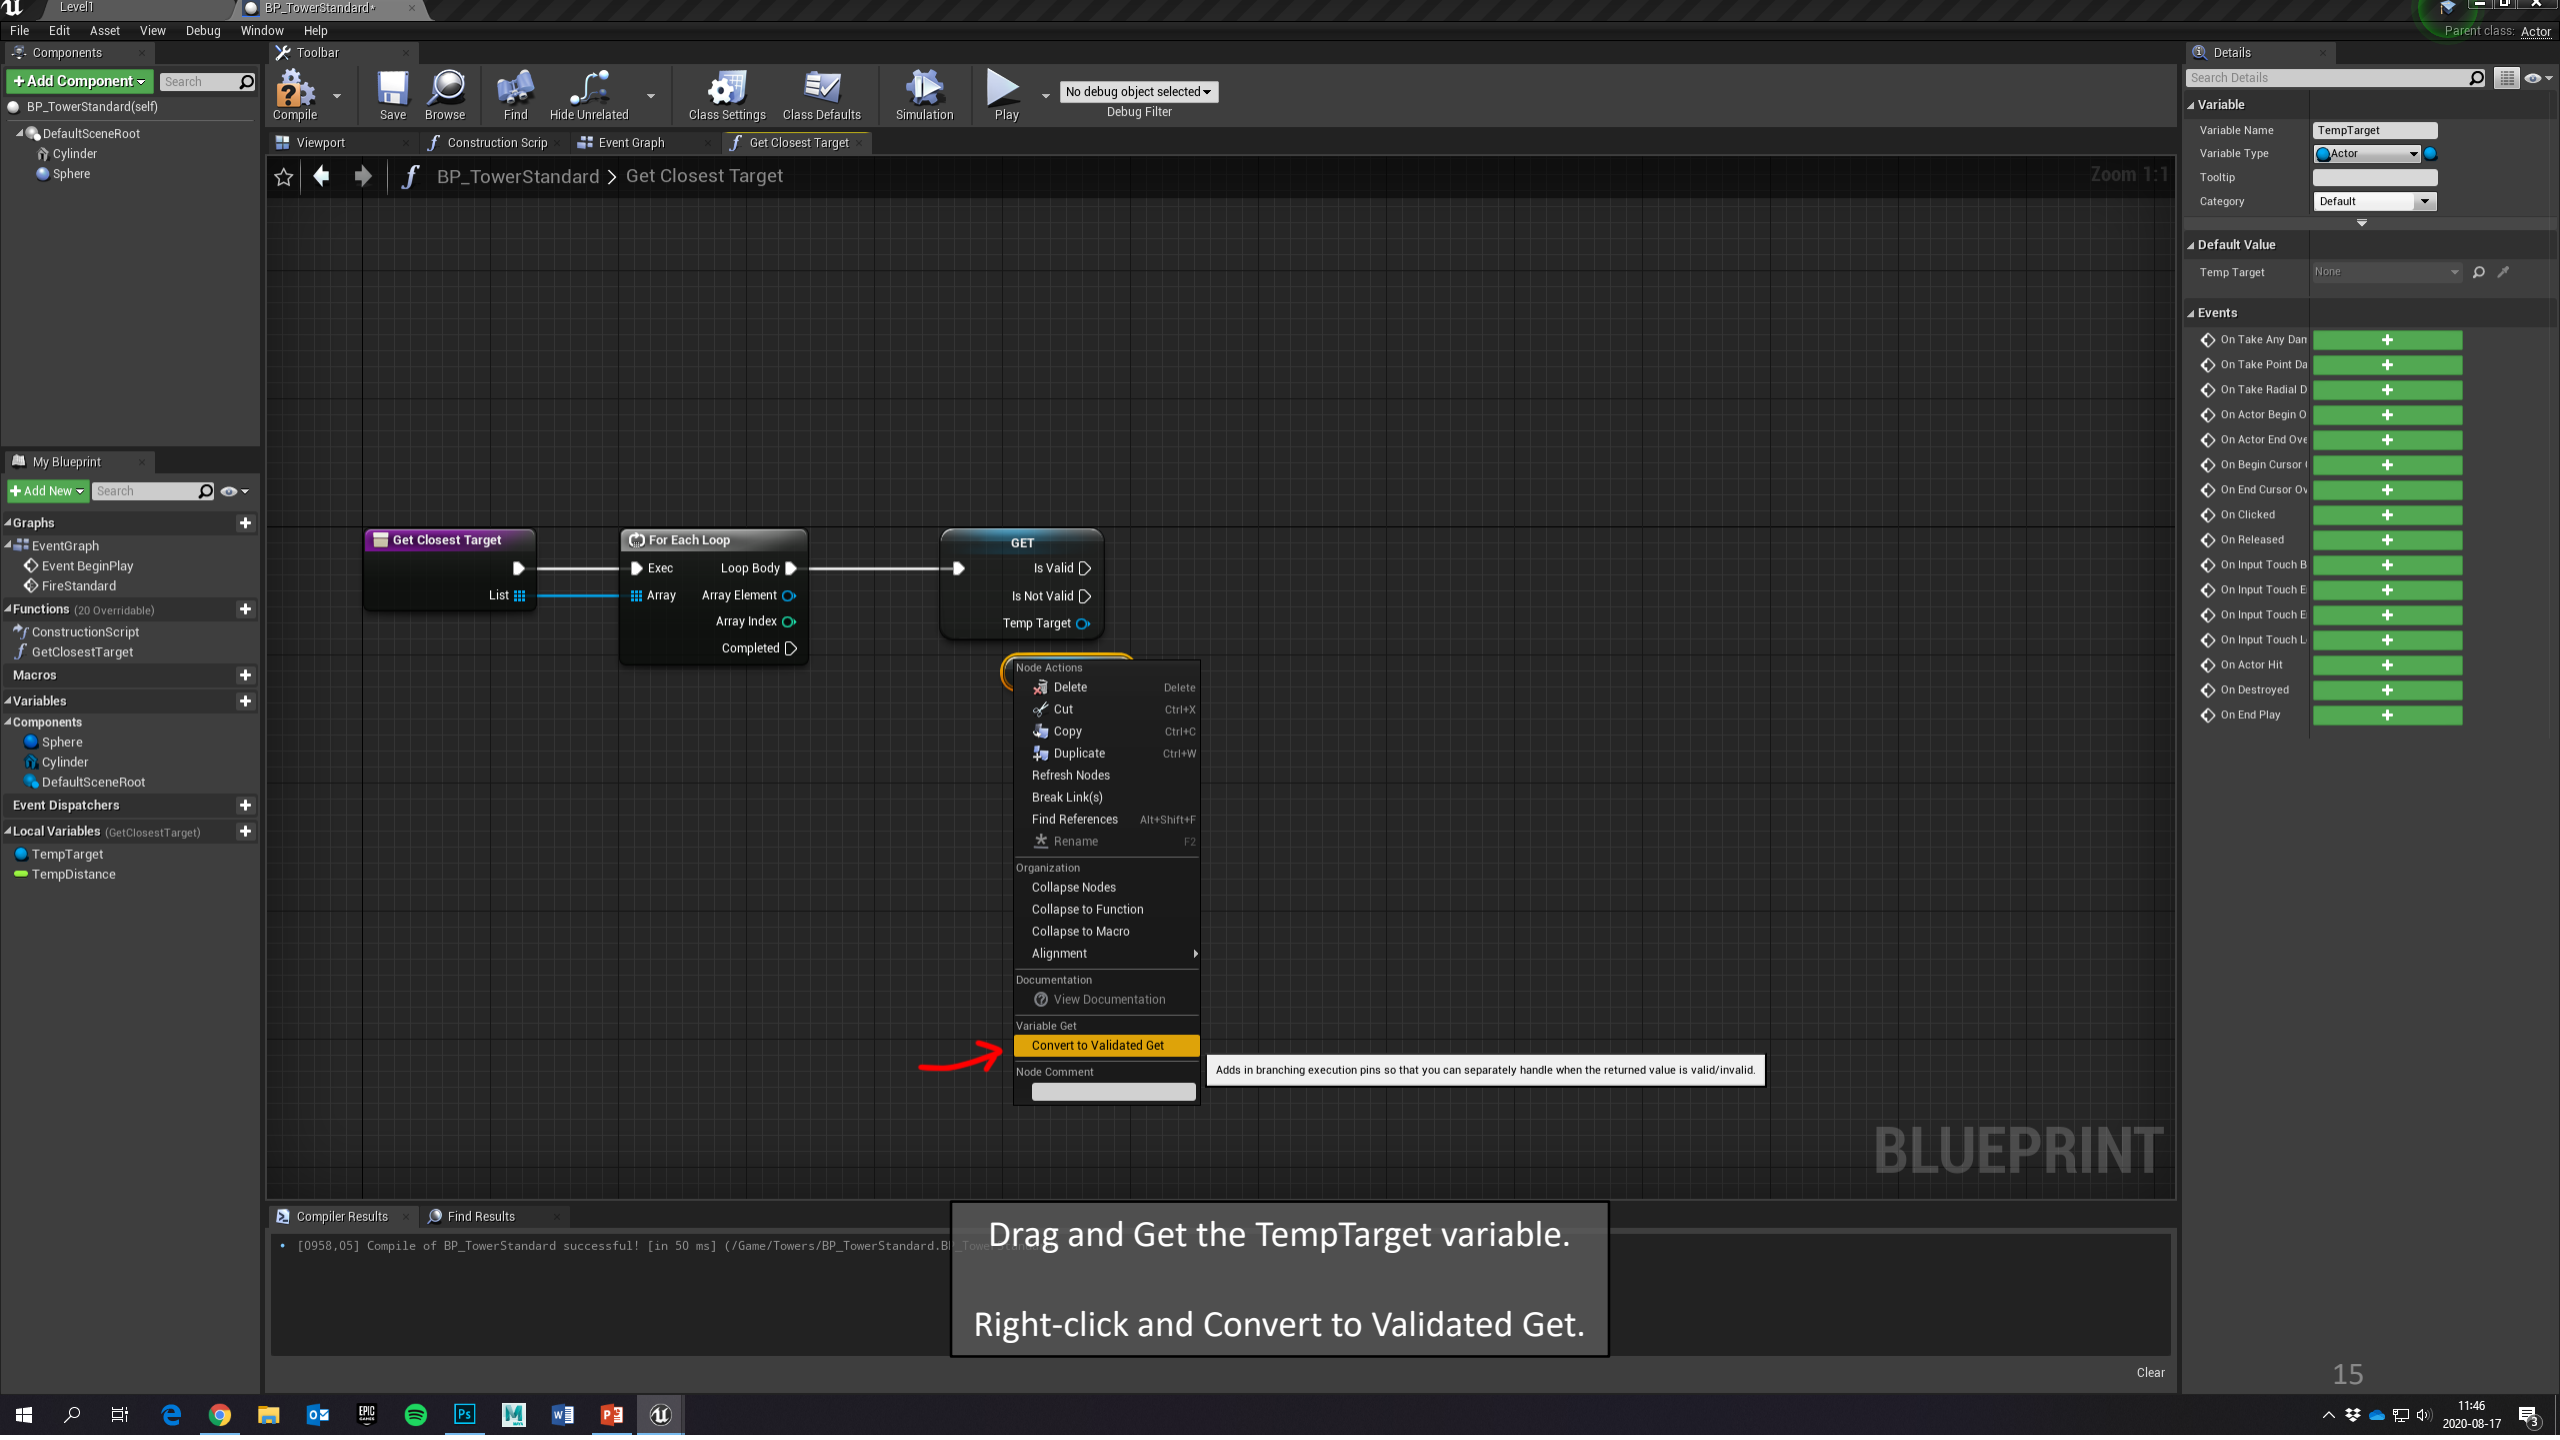 Level1
BP_TowerStandard*
File Edit Asset View Debug Window Help
Parent class: Actor
Components
+Add Component
Search
BP_TowerStandard(self)
DefaultSceneRoot
Cylinder
Sphere
Toolbar
Compile
Save
Browse
Find
Hide Unrelated
Class Settings
Class Defaults
Simulation
Play
No debug object selected
Debug Filter
Viewport
Construction Scrip
Event Graph
Get Closest Target
BP_TowerStandard > Get Closest Target
Zoom 1:1
My Blueprint
+Add New
Search
Graphs
EventGraph
Event BeginPlay
FireStandard
Functions (20 Overridable)
ConstructionScript
GetClosestTarget
Macros
Variables
Components
Sphere
Cylinder
DefaultSceneRoot
Event Dispatchers
Local Variables (GetClosestTarget)
TempTarget
TempDistance
Get Closest Target
List
For Each Loop
Exec Loop Body
Array Array Element
Array Index
Completed
GET
Is Valid
Is Not Valid
Temp Target
Node Actions
Delete Delete
Cut Ctrl+X
Copy Ctrl+C
Duplicate Ctrl+W
Refresh Nodes
Break Link(s)
Find References Alt+Shift+F
Rename F2
Organization
Collapse Nodes
Collapse to Function
Collapse to Macro
Alignment
Documentation
View Documentation
Variable Get
Convert to Validated Get
Node Comment
Adds in branching execution pins so that you can separately handle when the returned value is valid/invalid.
BLUEPRINT
Details
Search Details
Variable
Variable Name TempTarget
Variable Type Actor
Tooltip
Category Default
Default Value
Temp Target None
Events
On Take Any Dam
On Take Point Da
On Take Radial D
On Actor Begin O
On Actor End Ove
On Begin Cursor
On End Cursor Ov
On Clicked
On Released
On Input Touch B
On Input Touch E
On Input Touch E
On Input Touch L
On Actor Hit
On Destroyed
On End Play
Compiler Results
Find Results
[0958,05] Compile of BP_TowerStandard successful! [in 50 ms] (/Game/Towers/BP_TowerStandard.B
Drag and Get the TempTarget variable.
Right-click and Convert to Validated Get.
Clear
15
EPIC GAMES
Ps
11:46
2020-08-17
3